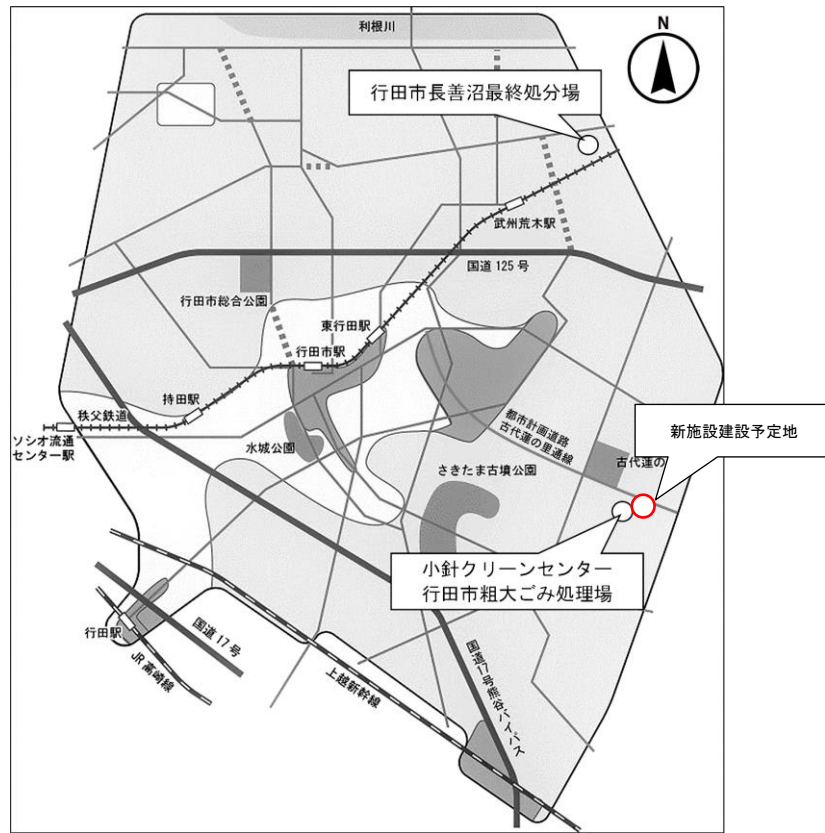 利根川
N
行田市長善沼最終処分場
武州荒木駅
国道125号
行田市総合公園
東行田駅
行田市駅
持田駅
秩父鉄道
ソシオ流通
センター駅
水城公園
都市計画道路
古代蓮の里通線
新施設建設予定地
古代蓮の
さきたま古墳公園
小針クリーンセンター
行田市粗大ごみ処理場
行田駅
国道17号
JR高崎線
上越新幹線
国道17号熊谷バイパス